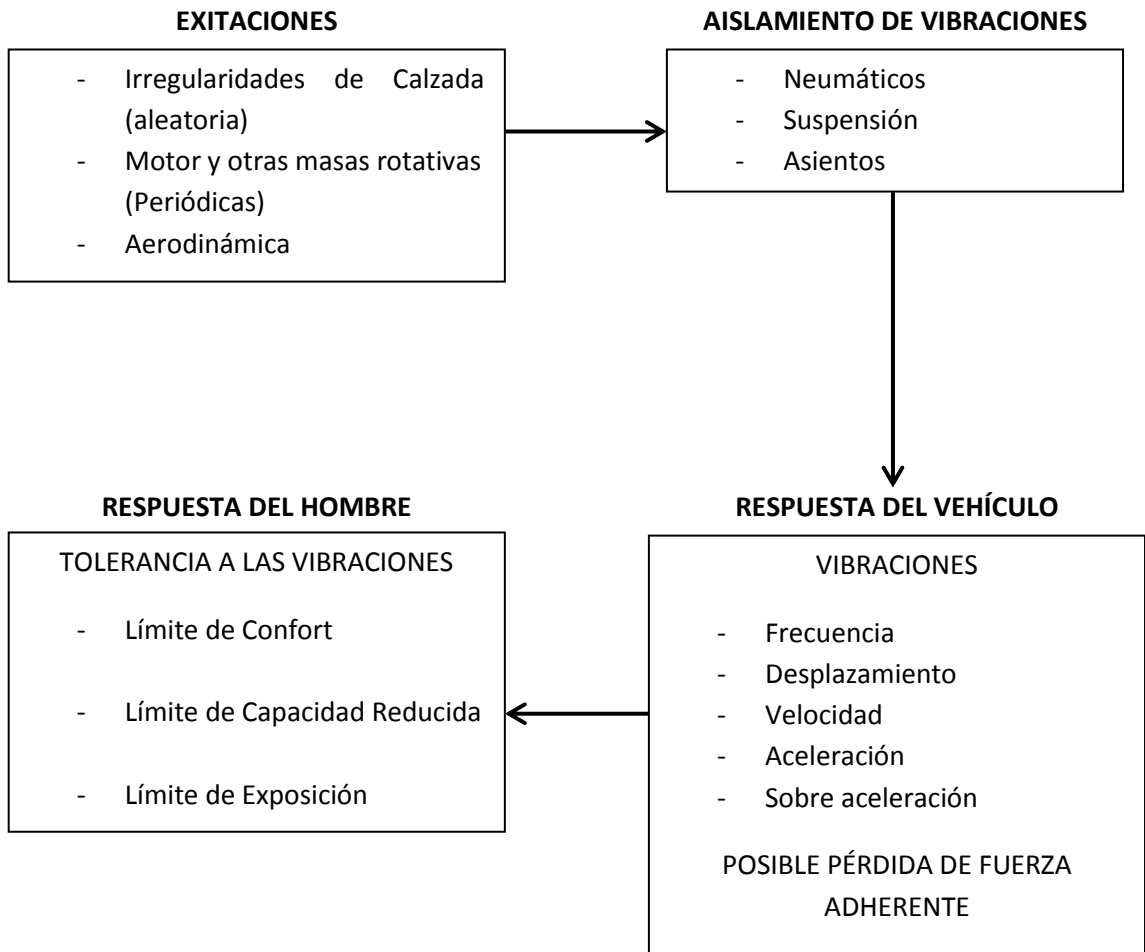 EXITACIONES
- Irregularidades de Calzada
(aleatoria)
- Motor y otras masas rotativas
(Periódicas)
- Aerodinámica
AISLAMIENTO DE VIBRACIONES
- Neumáticos
- Suspensión
- Asientos
RESPUESTA DEL VEHÍCULO
VIBRACIONES
- Frecuencia
- Desplazamiento
- Velocidad
- Aceleración
- Sobre aceleración
POSIBLE PÉRDIDA DE FUERZA
ADHERENTE
RESPUESTA DEL HOMBRE
TOLERANCIA A LAS VIBRACIONES
- Límite de Confort
- Límite de Capacidad Reducida
- Límite de Exposición